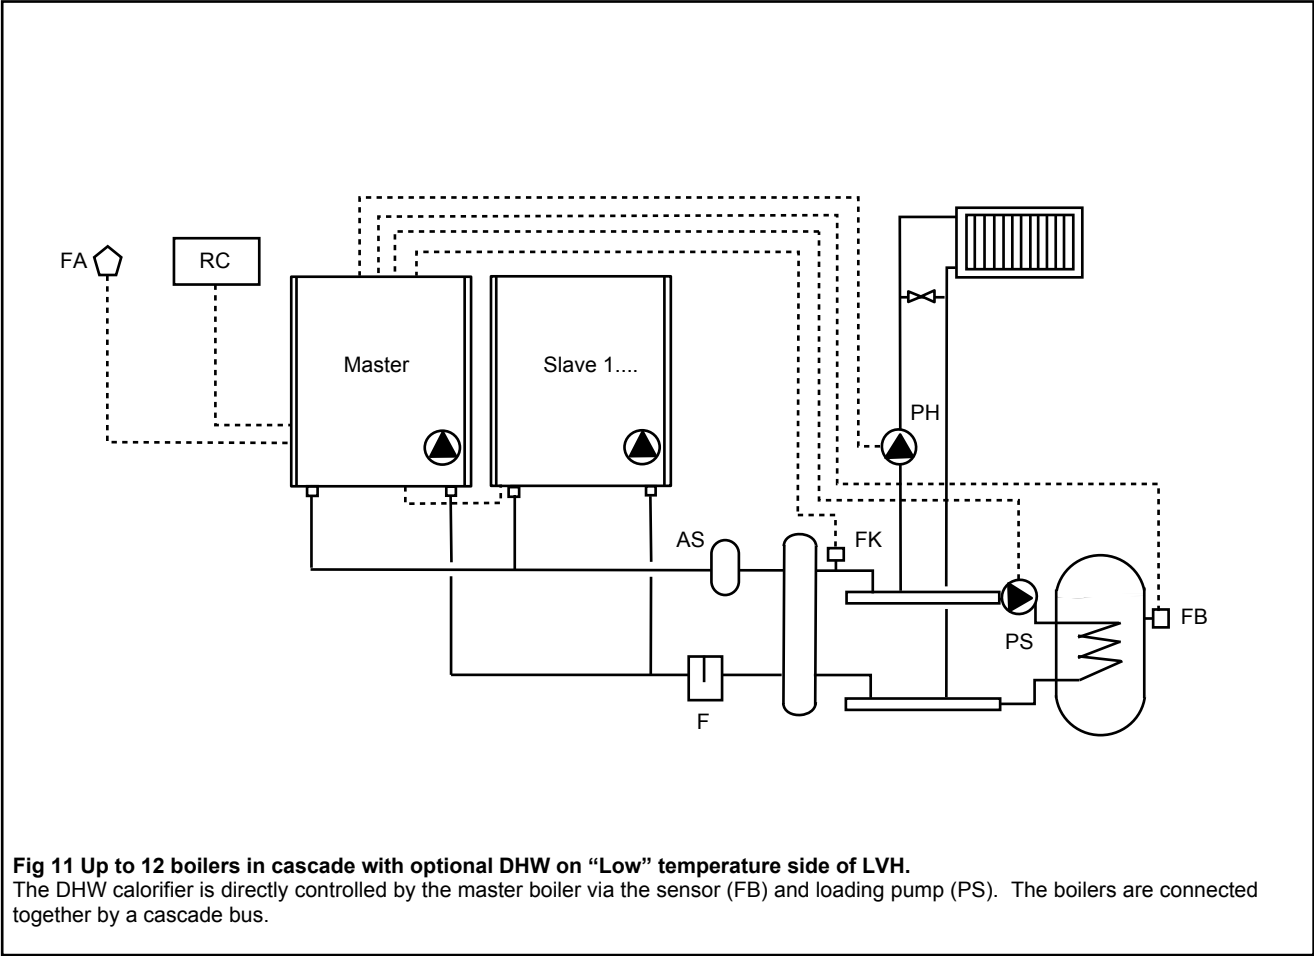 FA
RC
Master
Slave 1....
PH
AS
FK
FB
PS
F
Fig 11 Up to 12 boilers in cascade with optional DHW on “Low” temperature side of LVH.
The DHW calorifier is directly controlled by the master boiler via the sensor (FB) and loading pump (PS).  The boilers are connected
together by a cascade bus.